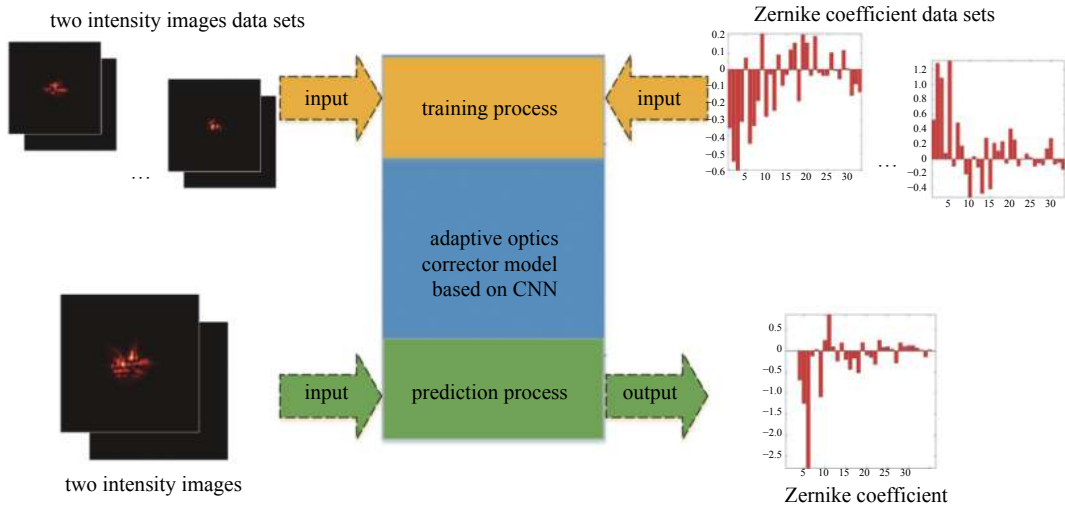 two intensity images data sets
Zernike coefficient data sets
...
input
training process
input
0.2
0.1
0
−0.1
−0.2
−0.3
−0.4
−0.5
−0.6
5 10 15 20 25 30
...
1.2
1.0
0.8
0.6
0.4
0.2
0
−0.2
−0.4
5 10 15 20 25 30
adaptive optics
corrector model
based on CNN
input
prediction process
output
0.5
0
−0.5
−1.0
−1.5
−2.0
−2.5
5 10 15 20 25 30
two intensity images
Zernike coefficient